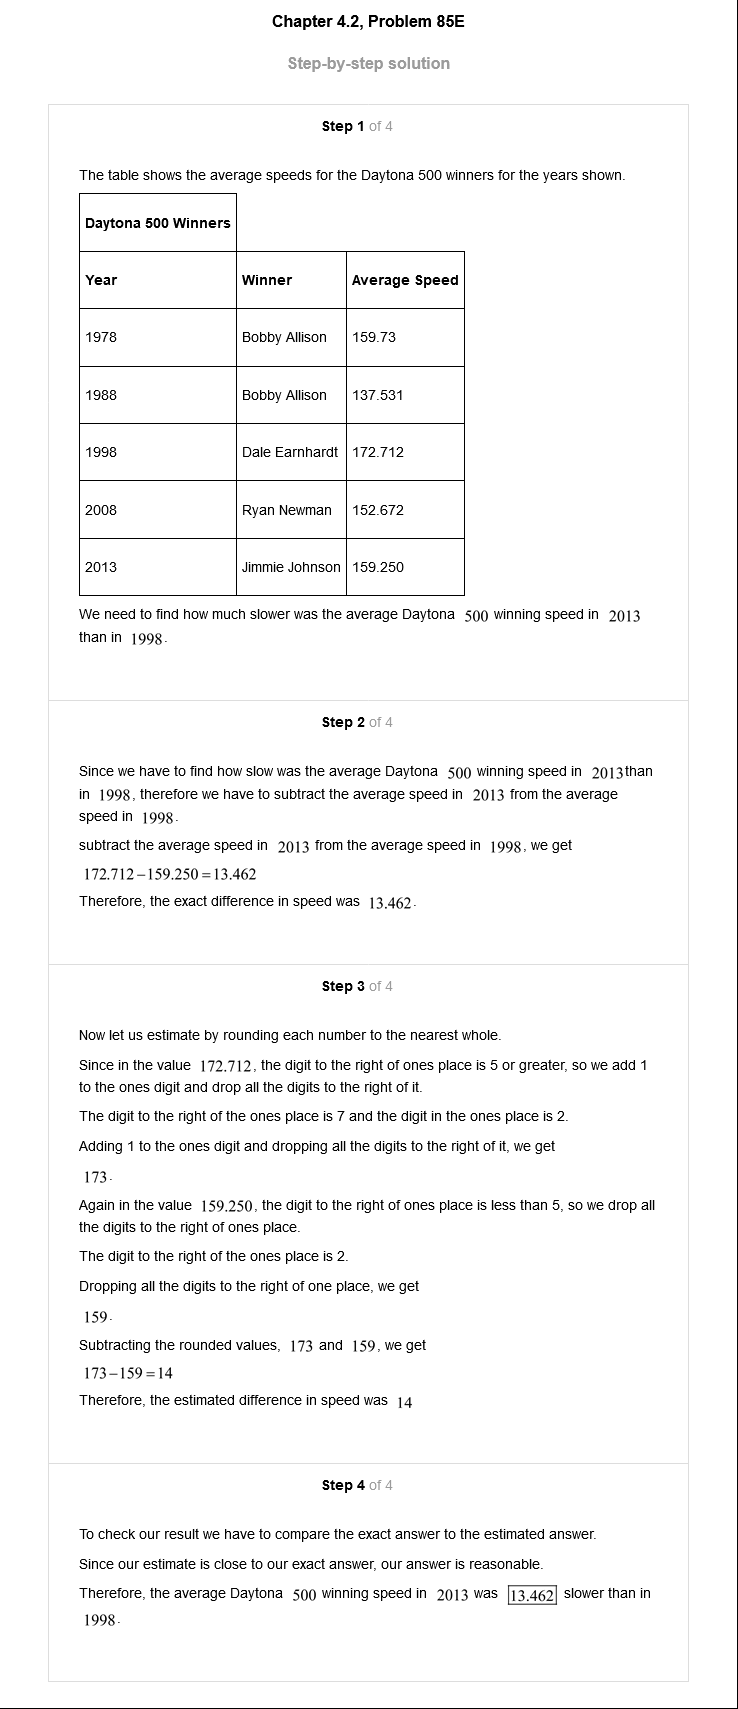 Chapter 4.2, Problem 85E
Step-by-step solution
Step 1 of 4
The table shows the average speeds for the Daytona 500 winners for the years shown.
Daytona 500 Winners
Year Winner Average Speed
1978 Bobby Allison 159.73
1988 Bobby Allison 137.531
1998 Dale Earnhardt 172.712
2008 Ryan Newman 152.672
2013 Jimmie Johnson 159.250
We need to find how much slower was the average Daytona 500 winning speed in 2013
than in 1998.
Step 2 of 4
Since we have to find how slow was the average Daytona 500 winning speed in 2013than
in 1998, therefore we have to subtract the average speed in 2013 from the average
speed in 1998.
subtract the average speed in 2013 from the average speed in 1998, we get
172.712−159.250=13.462
Therefore, the exact difference in speed was 13.462.
Step 3 of 4
Now let us estimate by rounding each number to the nearest whole.
Since in the value 172.712, the digit to the right of ones place is 5 or greater, so we add 1
to the ones digit and drop all the digits to the right of it.
The digit to the right of the ones place is 7 and the digit in the ones place is 2.
Adding 1 to the ones digit and dropping all the digits to the right of it, we get
173.
Again in the value 159.250, the digit to the right of ones place is less than 5, so we drop all
the digits to the right of ones place.
The digit to the right of the ones place is 2.
Dropping all the digits to the right of one place, we get
159.
Subtracting the rounded values, 173 and 159, we get
173−159=14
Therefore, the estimated difference in speed was 14
Step 4 of 4
To check our result we have to compare the exact answer to the estimated answer.
Since our estimate is close to our exact answer, our answer is reasonable.
Therefore, the average Daytona 500 winning speed in 2013 was 13.462 slower than in
1998.